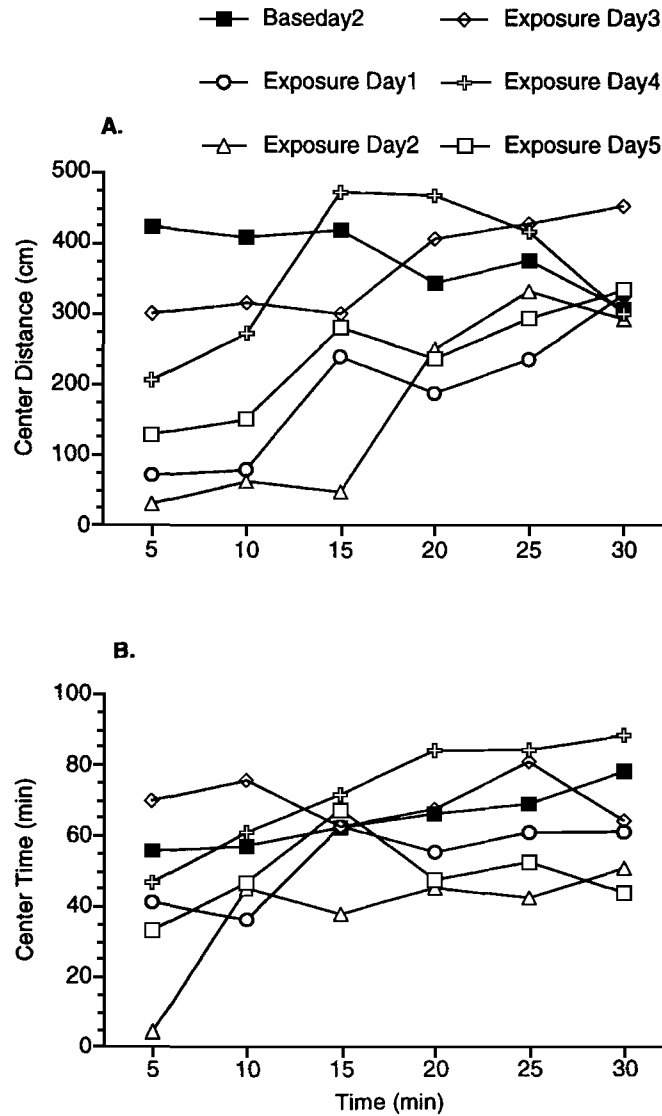 Baseday2 Exposure Day3
Exposure Day1 Exposure Day4
A.
Exposure Day2 Exposure Day5
500
400
300
200
100
0
Center Distance (cm)
5 10 15 20 25 30
B.
100
80
60
40
20
0
Center Time (min)
5 10 15 20 25 30
Time (min)